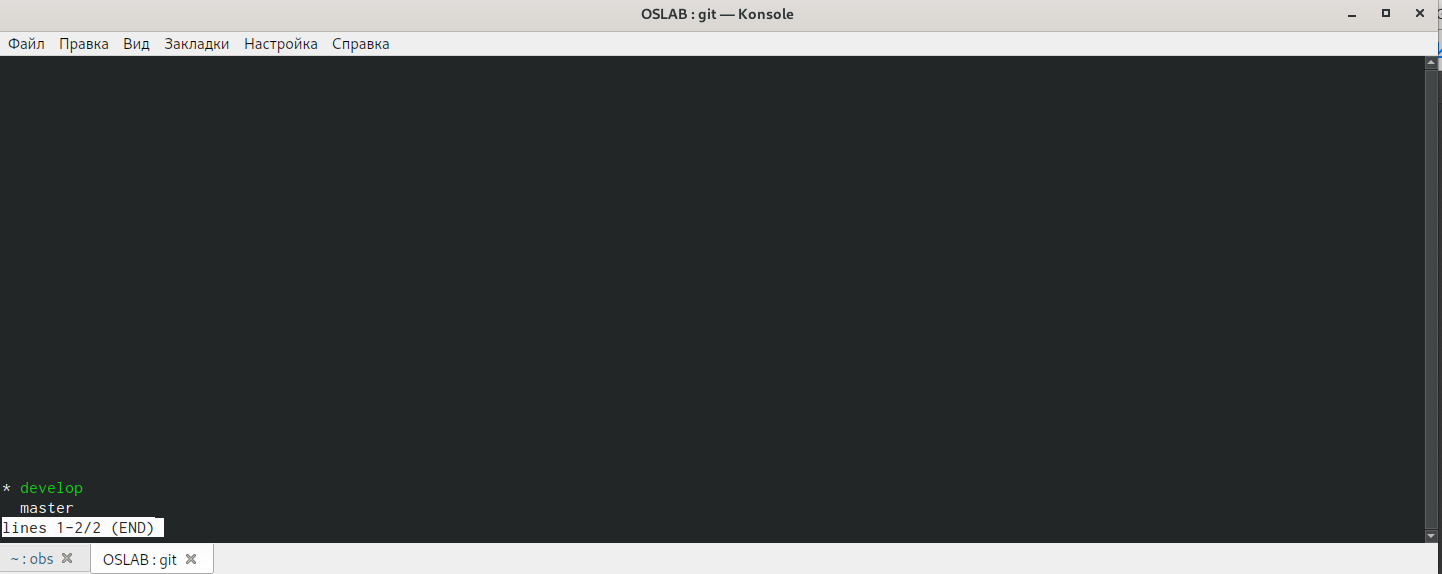 OSLAB : git — Konsole
Файл Правка Вид Закладки Настройка Справка
* develop
master
lines 1-2/2 (END)
~ : obs OSLAB : git